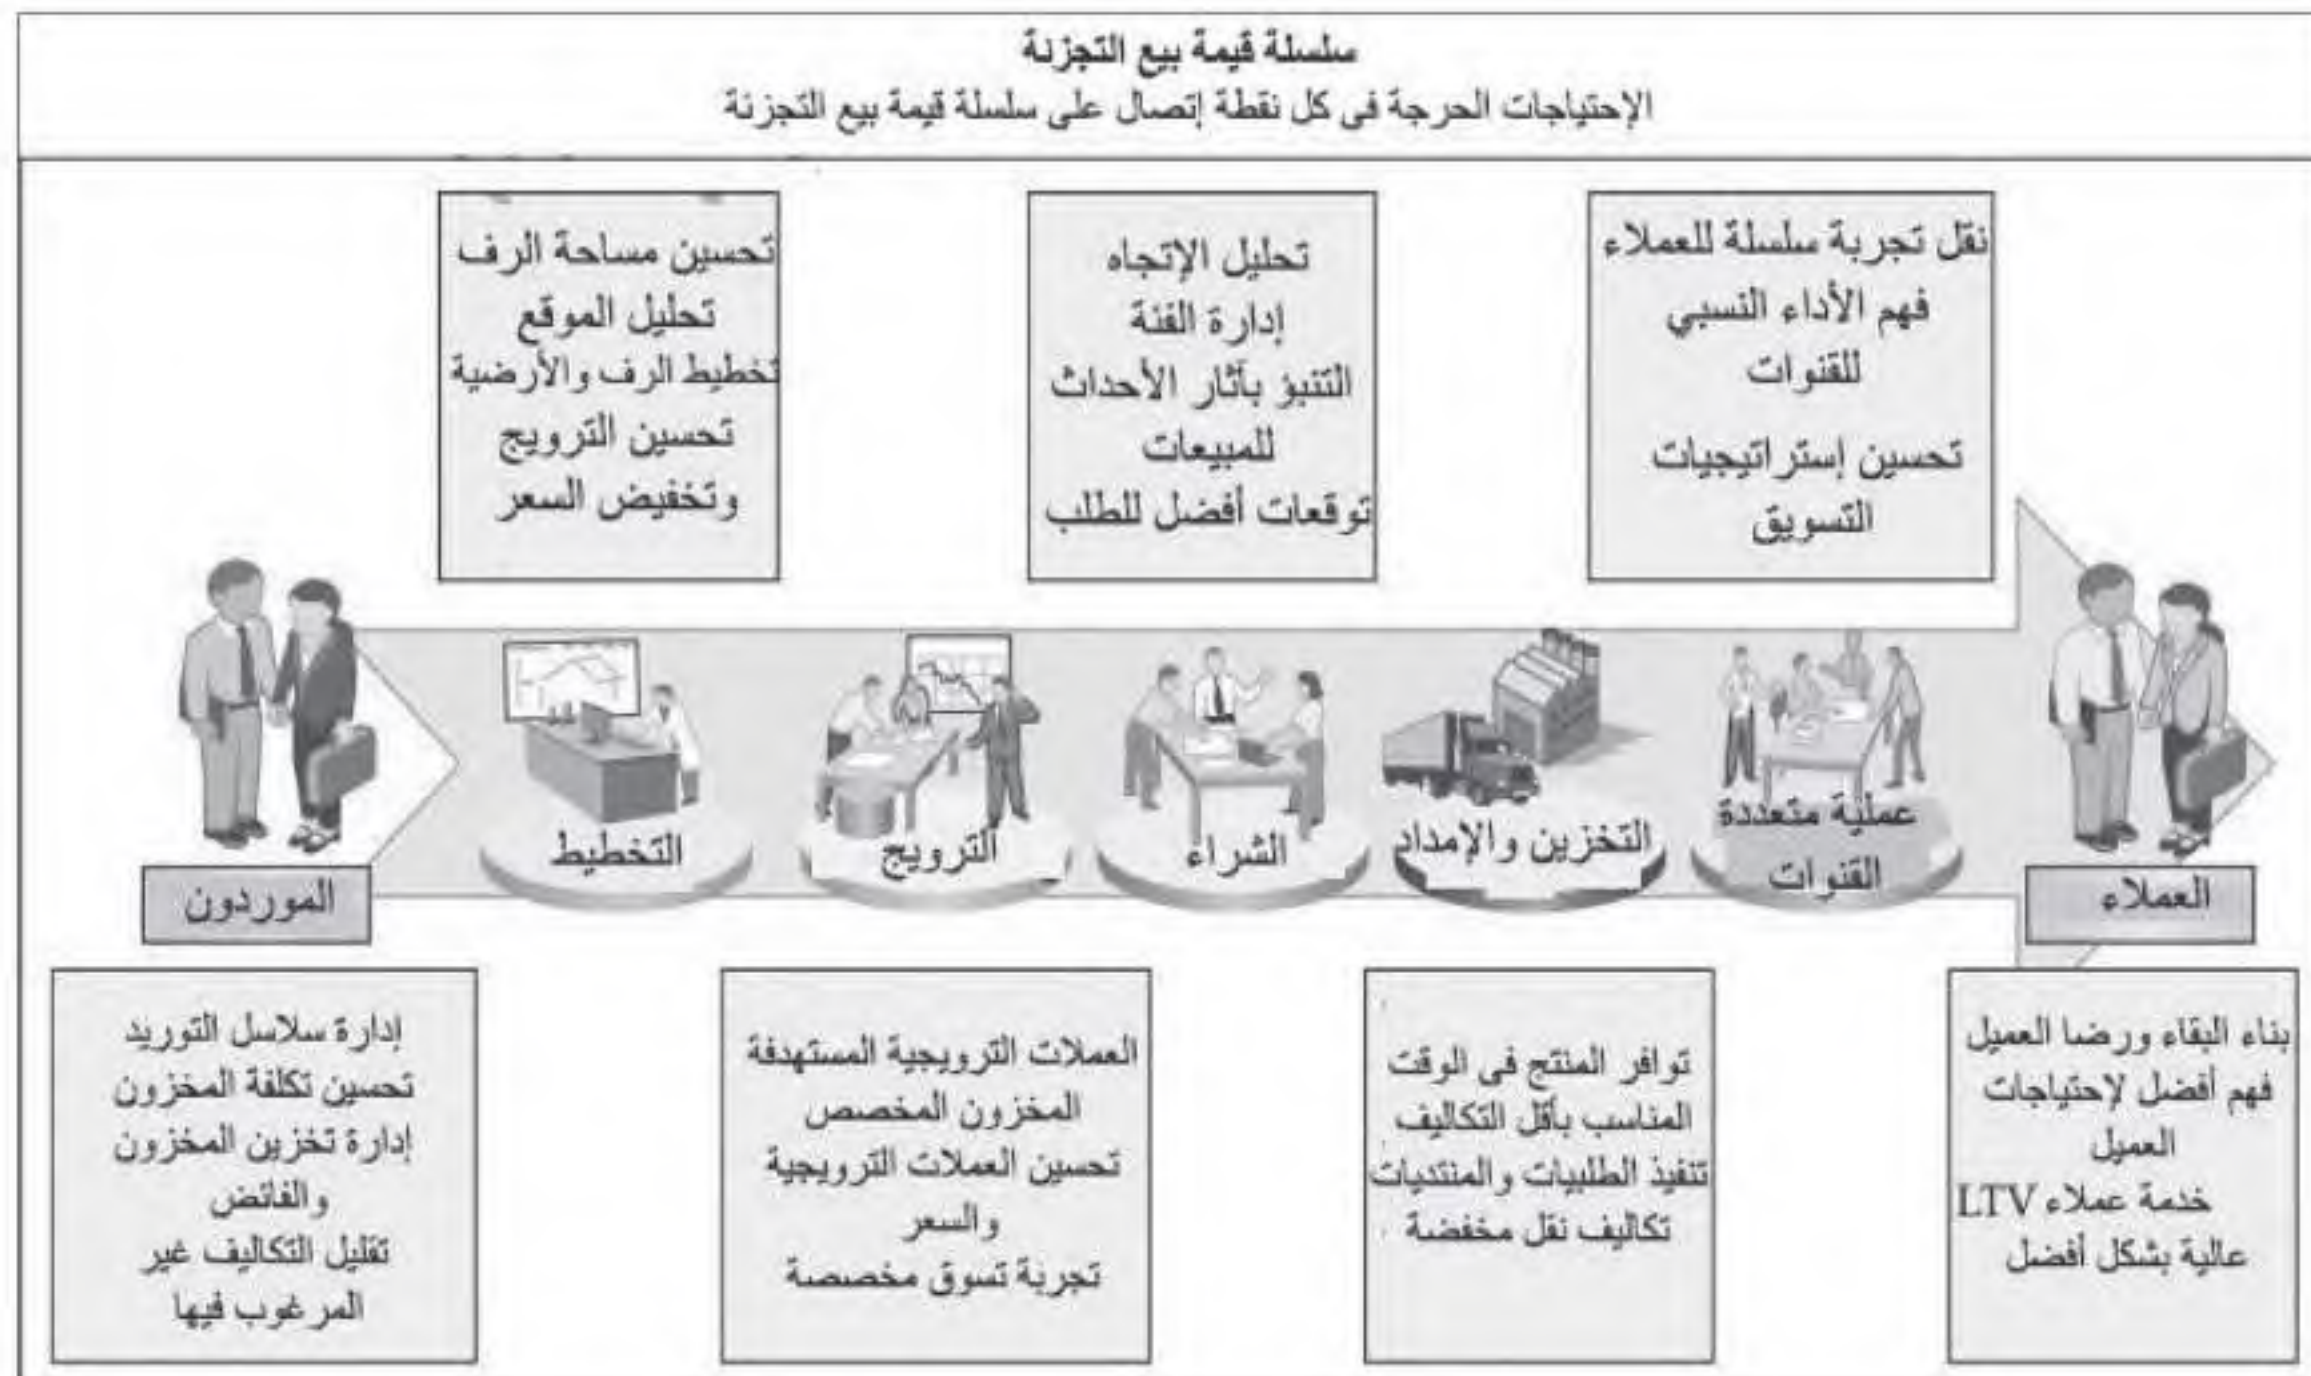 سلسلة قيمة بيع التجزئة
الإحتياجات الحرجة فى كل نقطة إتصال على سلسلة قيمة بيع التجزئة
تحسين مساحة الرف
تحليل الموقع
تخطيط الرف والأرضية
تحسين الترويج
وتخفيض السعر
تحليل الإتجاه
إدارة الفئة
التنبؤ بآثار الأحداث
للمبيعات
توقعات أفضل للطلب
نقل تجربة سلسلة للعملاء
فهم الأداء النسبي
للقنوات
تحسين إستراتيجيات
التسويق
الموردون
التخطيط
الترويج
الشراء
التخزين والإمداد
عملية متعددة
القنوات
العملاء
إدارة سلاسل التوريد
تحسين تكلفة المخزون
إدارة تخزين المخزون
والفائض
تقليل التكاليف غير
المرغوب فيها
العملات الترويجية المستهدفة
المخزون المخصص
تحسين العملات الترويجية
والسعر
تجربة تسوق مخصصة
توافر المنتج فى الوقت
المناسب بأقل التكاليف
تنفيذ الطلبيات والمنتديات
تكاليف نقل مخفضة
بناء البقاء ورضا العميل
فهم أفضل لإحتياجات
العميل
خدمة عملاء LTV
عالية بشكل أفضل